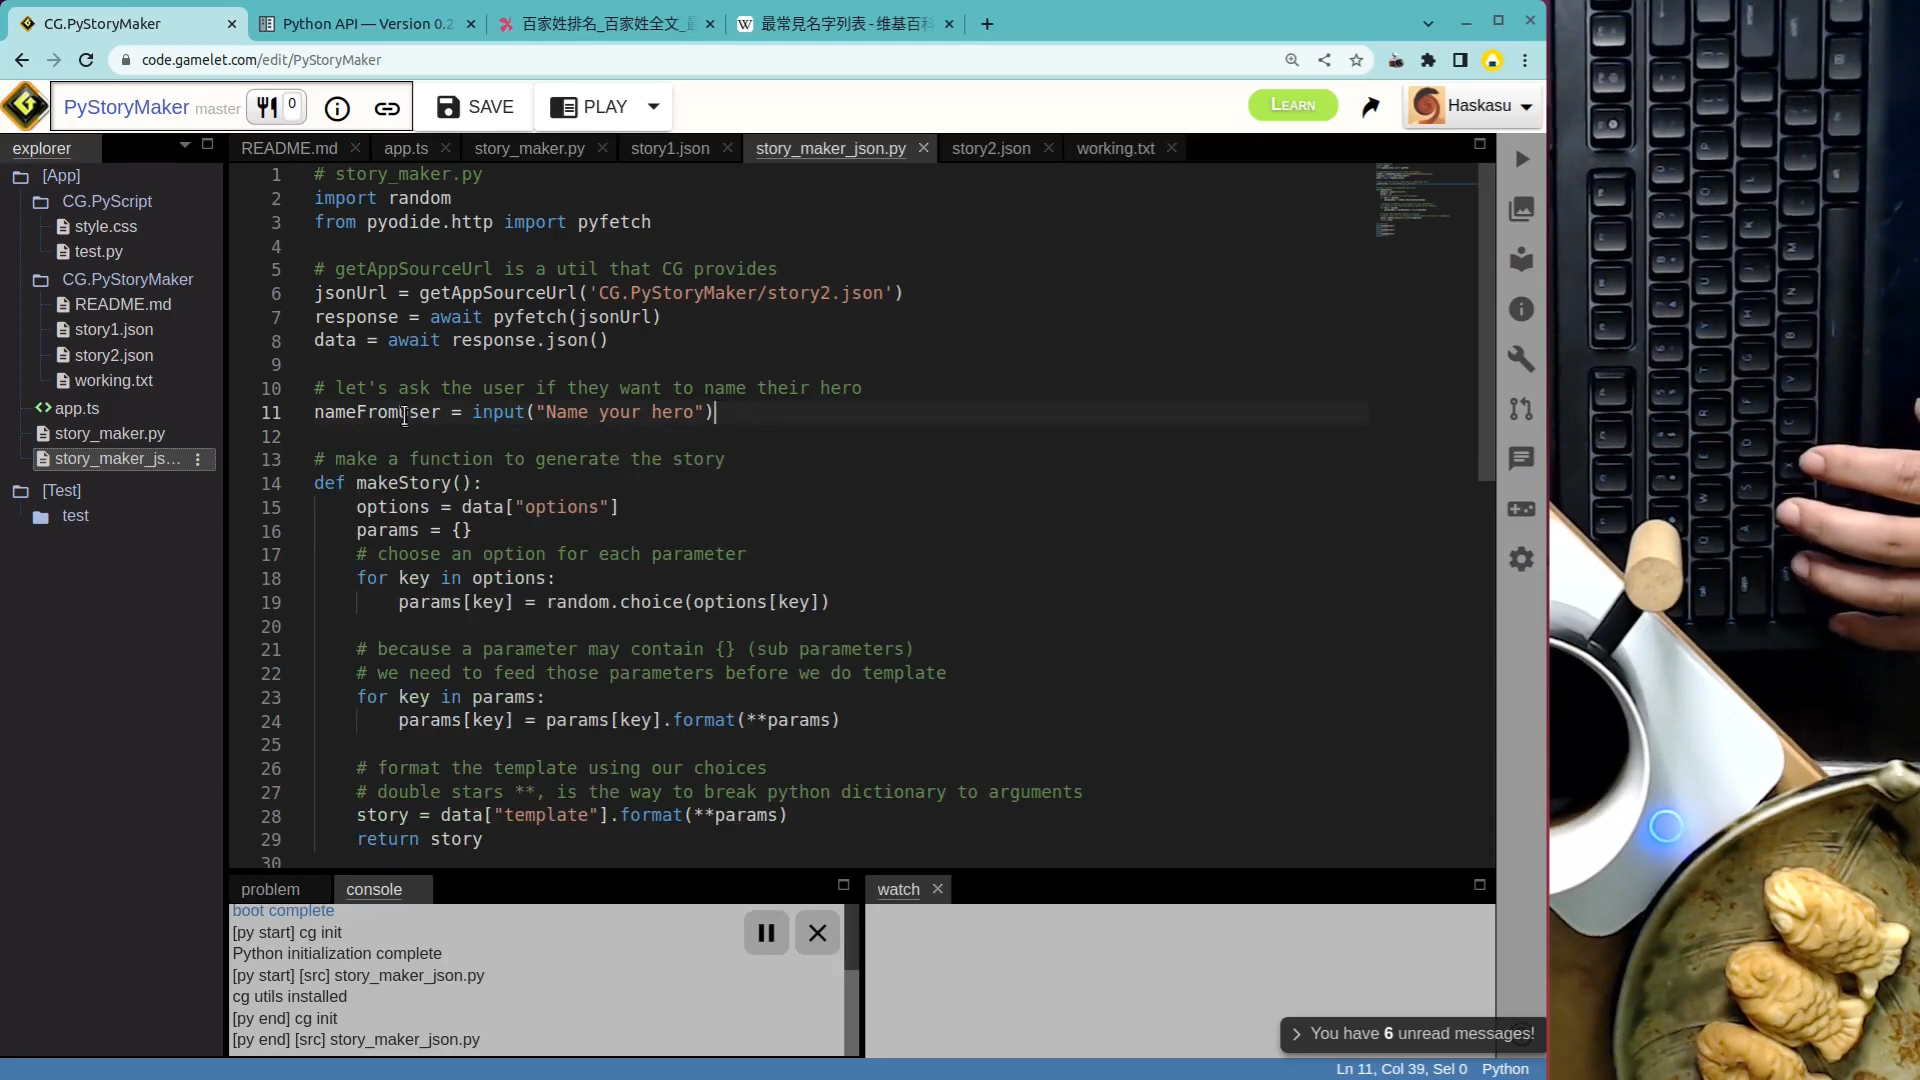 CG.PyStoryMaker
Python API — Version 0.2
百家姓排名_百家姓全文_
最常見名字列表 - 维基百科
code.gamelet.com/edit/PyStoryMaker
PyStoryMaker master
0
SAVE
PLAY
LEARN
Haskasu
explorer
README.md
app.ts
story_maker.py
story1.json
story_maker_json.py
story2.json
working.txt
[App]
CG.PyScript
style.css
test.py
CG.PyStoryMaker
README.md
story1.json
story2.json
working.txt
app.ts
story_maker.py
story_maker_js...
[Test]
test
1 # story_maker.py
2 import random
3 from pyodide.http import pyfetch
4
5 # getAppSourceUrl is a util that CG provides
6 jsonUrl = getAppSourceUrl('CG.PyStoryMaker/story2.json')
7 response = await pyfetch(jsonUrl)
8 data = await response.json()
9
10 # let's ask the user if they want to name their hero
11 nameFromUser = input("Name your hero")
12
13 # make a function to generate the story
14 def makeStory():
15 options = data["options"]
16 params = {}
17 # choose an option for each parameter
18 for key in options:
19 params[key] = random.choice(options[key])
20
21 # because a parameter may contain {} (sub parameters)
22 # we need to feed those parameters before we do template
23 for key in params:
24 params[key] = params[key].format(**params)
25
26 # format the template using our choices
27 # double stars **, is the way to break python dictionary to arguments
28 story = data["template"].format(**params)
29 return story
30
problem
console
watch
boot complete
[py start] cg init
Python initialization complete
[py start] [src] story_maker_json.py
cg utils installed
[py end] cg init
[py end] [src] story_maker_json.py
You have 6 unread messages!
Ln 11, Col 39, Sel 0 Python